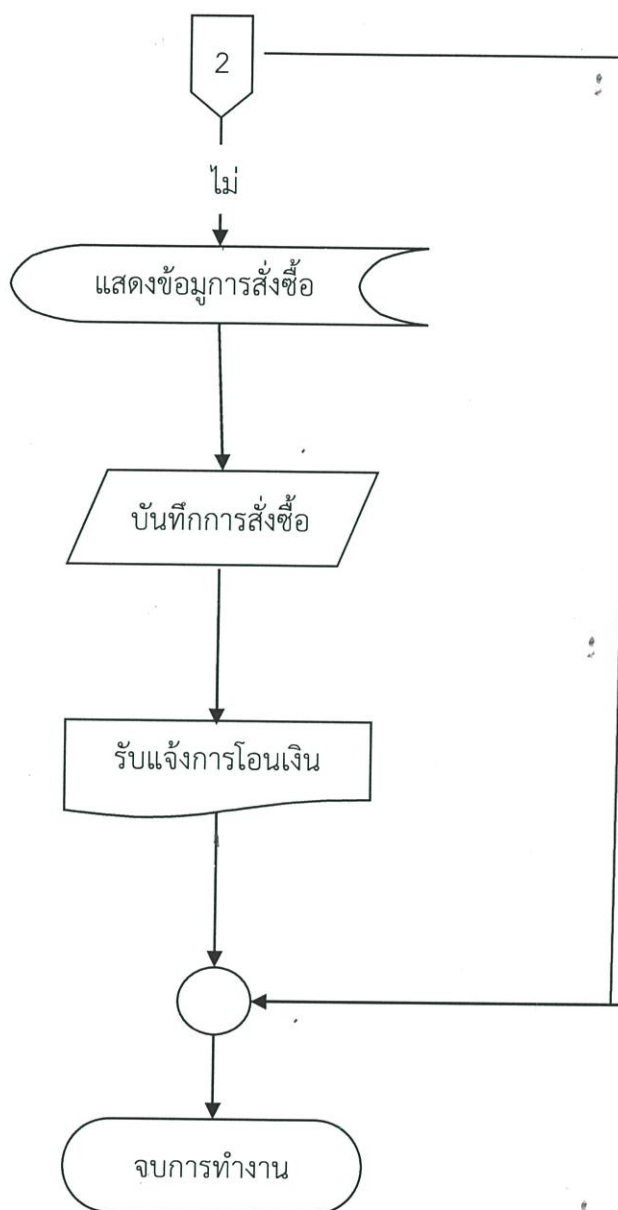 2
ไม่
แสดงข้อมูการสั่งซื้อ
บันทึกการสั่งซื้อ
รับแจ้งการโอนเงิน
จบการทำงาน